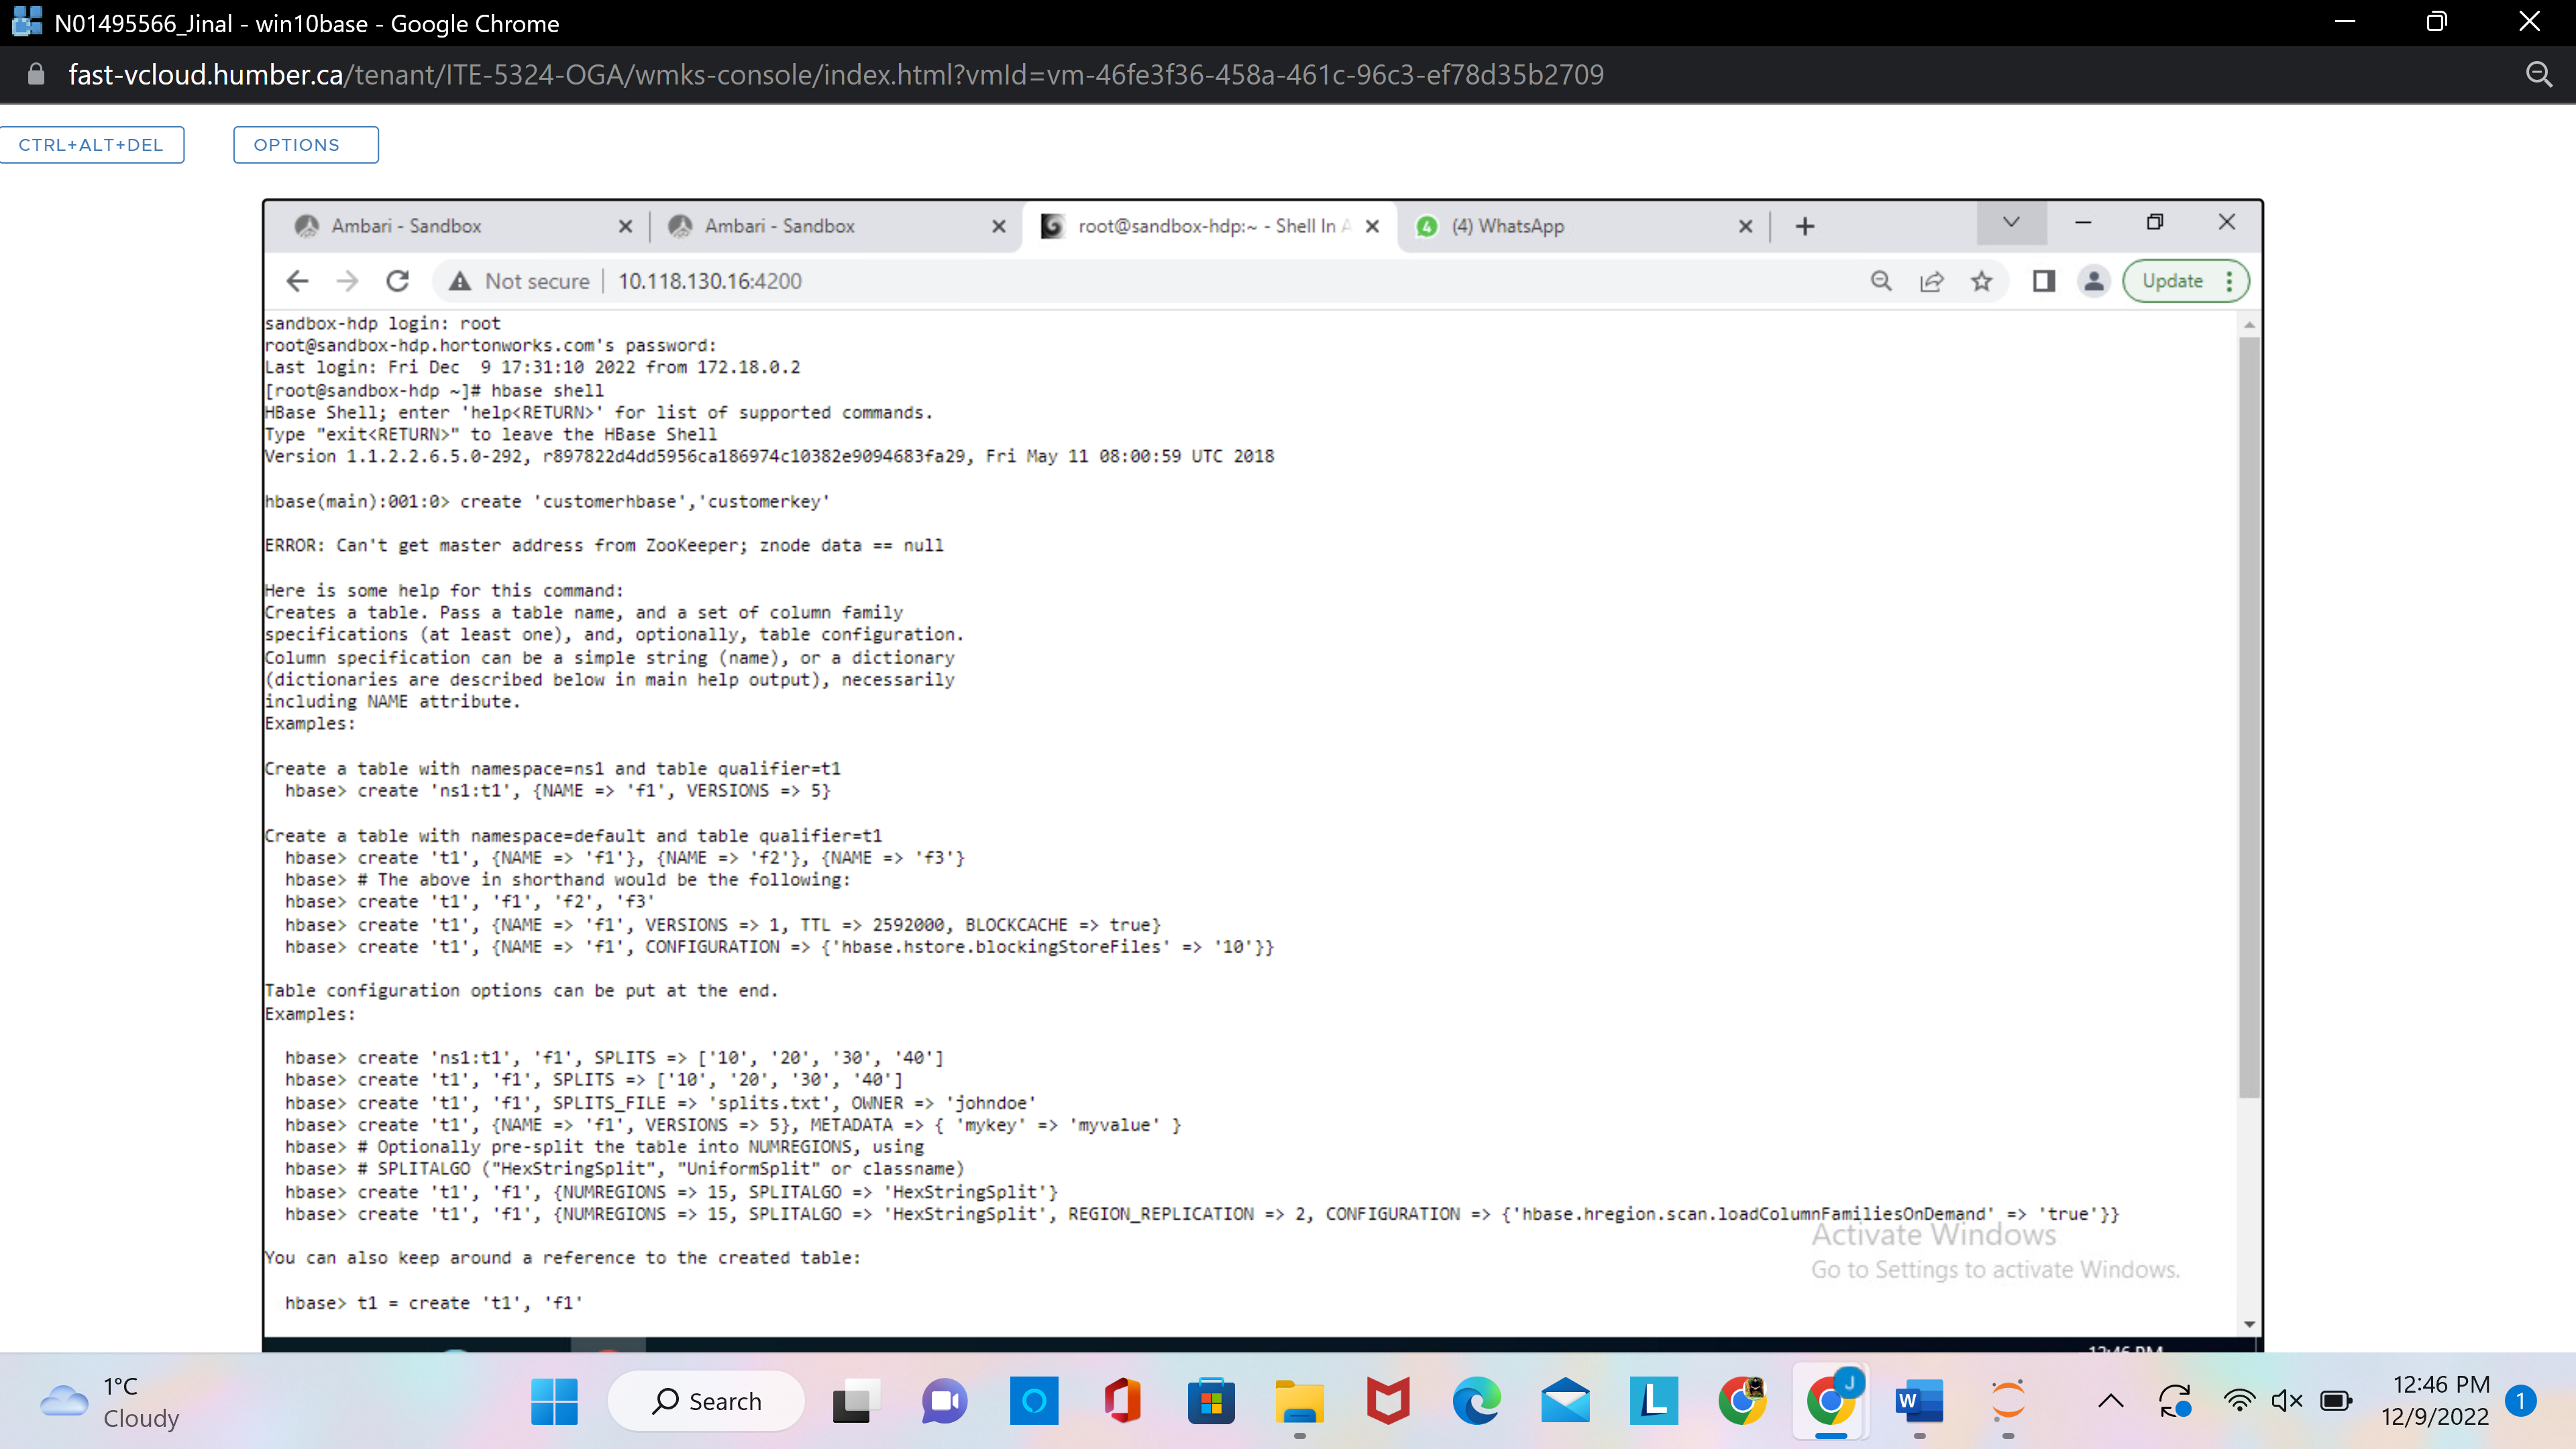 N01495566_Jinal - win10base - Google Chrome
fast-vcloud.humber.ca/tenant/ITE-5324-OGA/wmks-console/index.html?vmId=vm-46fe3f36-458a-461c-96c3-ef78d35b2709
CTRL+ALT+DEL OPTIONS
Ambari - Sandbox Ambari - Sandbox root@sandbox-hdp:~ - Shell In A 4 (4) WhatsApp
Not secure 10.118.130.16:4200 Update
sandbox-hdp login: root
root@sandbox-hdp.hortonworks.com's password:
Last login: Fri Dec  9 17:31:10 2022 from 172.18.0.2
[root@sandbox-hdp ~]# hbase shell
HBase Shell; enter 'help<RETURN>' for list of supported commands.
Type "exit<RETURN>" to leave the HBase Shell
Version 1.1.2.2.6.5.0-292, r897822d4dd5956ca186974c10382e9094683fa29, Fri May 11 08:00:59 UTC 2018
hbase(main):001:0> create 'customerhbase','customerkey'
ERROR: Can't get master address from ZooKeeper; znode data == null
Here is some help for this command:
Creates a table. Pass a table name, and a set of column family
specifications (at least one), and, optionally, table configuration.
Column specification can be a simple string (name), or a dictionary
(dictionaries are described below in main help output), necessarily
including NAME attribute.
Examples:
Create a table with namespace=ns1 and table qualifier=t1
hbase> create 'ns1:t1', {NAME => 'f1', VERSIONS => 5}
Create a table with namespace=default and table qualifier=t1
hbase> create 't1', {NAME => 'f1'}, {NAME => 'f2'}, {NAME => 'f3'}
hbase> # The above in shorthand would be the following:
hbase> create 't1', 'f1', 'f2', 'f3'
hbase> create 't1', {NAME => 'f1', VERSIONS => 1, TTL => 2592000, BLOCKCACHE => true}
hbase> create 't1', {NAME => 'f1', CONFIGURATION => {'hbase.hstore.blockingStoreFiles' => '10'}}
Table configuration options can be put at the end.
Examples:
hbase> create 'ns1:t1', 'f1', SPLITS => ['10', '20', '30', '40']
hbase> create 't1', 'f1', SPLITS => ['10', '20', '30', '40']
hbase> create 't1', 'f1', SPLITS_FILE => 'splits.txt', OWNER => 'johndoe'
hbase> create 't1', {NAME => 'f1', VERSIONS => 5}, METADATA => { 'mykey' => 'myvalue' }
hbase> # Optionally pre-split the table into NUMREGIONS, using
hbase> # SPLITALGO ("HexStringSplit", "UniformSplit" or classname)
hbase> create 't1', 'f1', {NUMREGIONS => 15, SPLITALGO => 'HexStringSplit'}
hbase> create 't1', 'f1', {NUMREGIONS => 15, SPLITALGO => 'HexStringSplit', REGION_REPLICATION => 2, CONFIGURATION => {'hbase.hregion.scan.loadColumnFamiliesOnDemand' => 'true'}}
Activate Windows
You can also keep around a reference to the created table:
Go to Settings to activate Windows.
hbase> t1 = create 't1', 'f1'
12:46 PM
1°C
Cloudy
Search
L
J
W
12:46 PM
12/9/2022
1